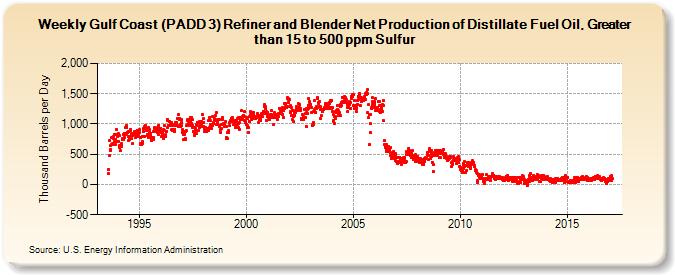 Weekly Gulf Coast (PADD 3) Refiner and Blender Net Production of Distillate Fuel Oil, Greater
than 15 to 500 ppm Sulfur
Thousand Barrels per Day
2,000
1,500
1,000
500
0
-500
1995
2000
2005
2010
2015
Source: U.S. Energy Information Administration